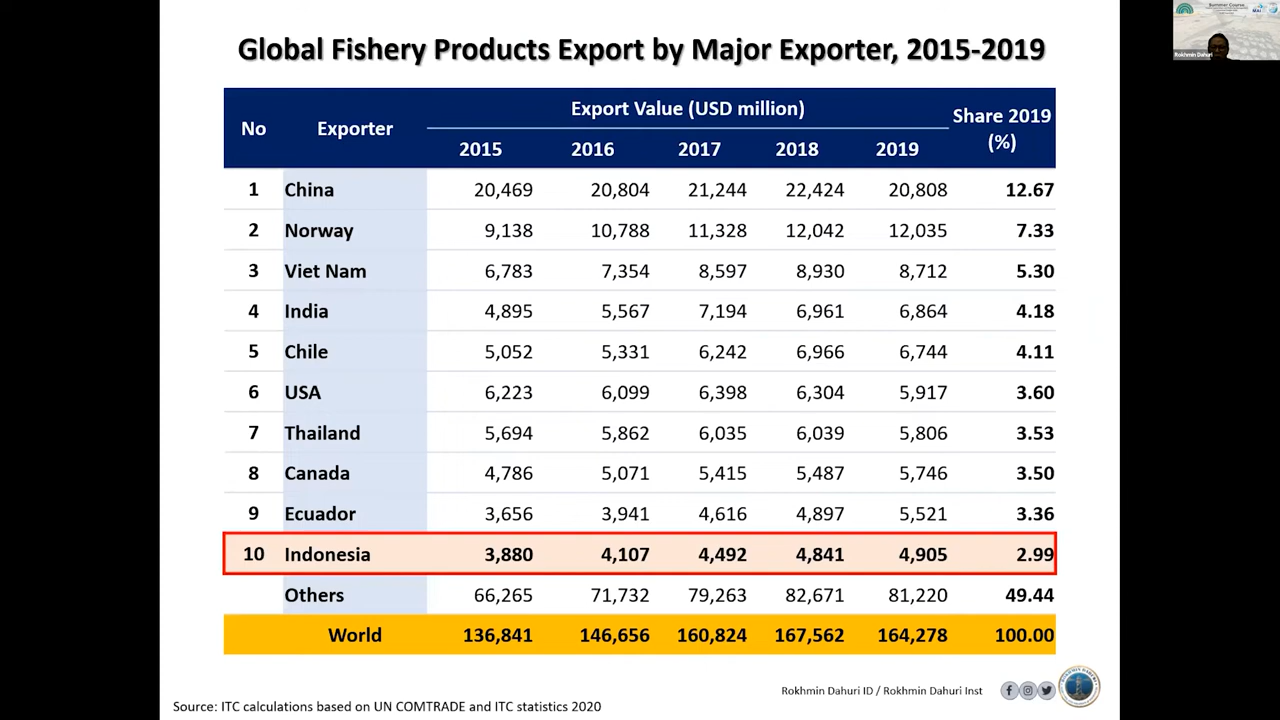 Global Fishery Products Export by Major Exporter, 2015-2019
No Exporter Export Value (USD million) Share 2019 (%)
2015 2016 2017 2018 2019
1 China 20,469 20,804 21,244 22,424 20,808 12.67
2 Norway 9,138 10,788 11,328 12,042 12,035 7.33
3 Viet Nam 6,783 7,354 8,597 8,930 8,712 5.30
4 India 4,895 5,567 7,194 6,961 6,864 4.18
5 Chile 5,052 5,331 6,242 6,966 6,744 4.11
6 USA 6,223 6,099 6,398 6,304 5,917 3.60
7 Thailand 5,694 5,862 6,035 6,039 5,806 3.53
8 Canada 4,786 5,071 5,415 5,487 5,746 3.50
9 Ecuador 3,656 3,941 4,616 4,897 5,521 3.36
10 Indonesia 3,880 4,107 4,492 4,841 4,905 2.99
Others 66,265 71,732 79,263 82,671 81,220 49.44
World 136,841 146,656 160,824 167,562 164,278 100.00
Rokhmin Dahuri ID / Rokhmin Dahuri Inst
Source: ITC calculations based on UN COMTRADE and ITC statistics 2020
Summer Course
Rokhmin Dahuri